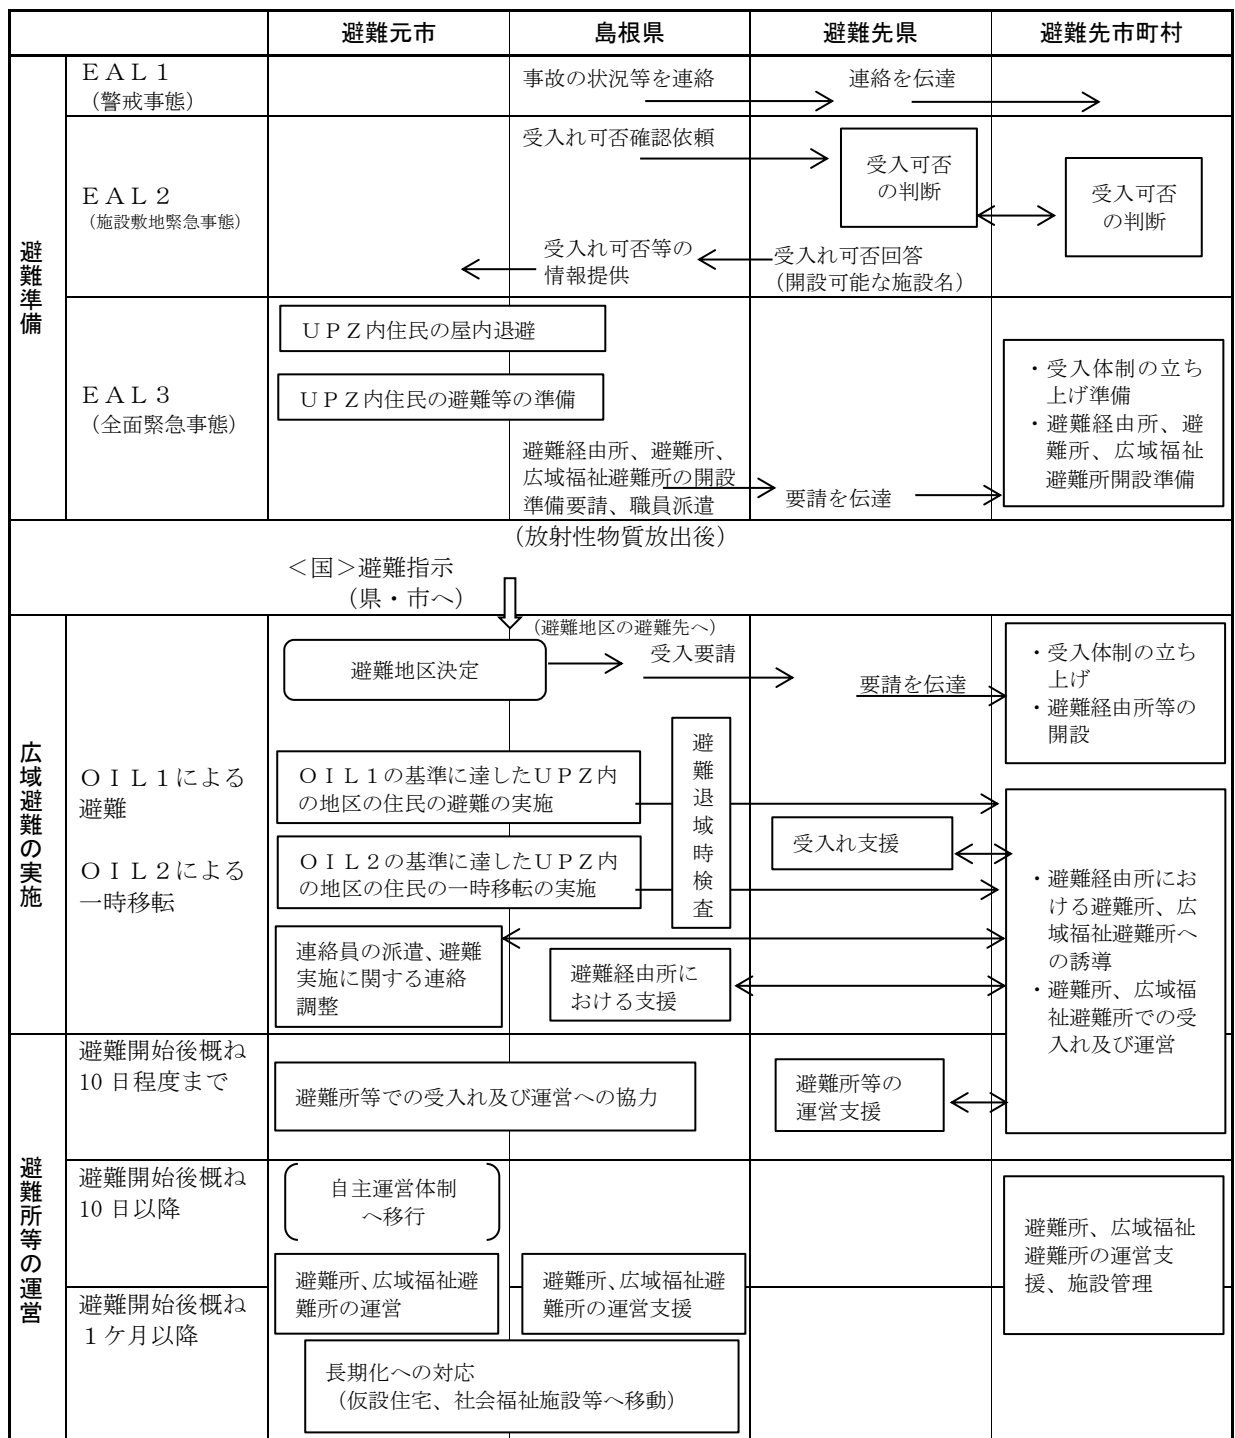 避難元市
島根県
避難先県
避難先市町村
避難準備
ＥＡＬ１
（警戒事態）
事故の状況等を連絡
連絡を伝達
ＥＡＬ２
（施設敷地緊急事態）
受入れ可否確認依頼
受入可否
の判断
受入可否
の判断
受入れ可否等の
情報提供
受入れ可否回答
（開設可能な施設名）
ＥＡＬ３
（全面緊急事態）
ＵＰＺ内住民の屋内退避
ＵＰＺ内住民の避難等の準備
避難経由所、避難所、
広域福祉避難所の開設
準備要請、職員派遣
要請を伝達
・受入体制の立ち
上げ準備
・避難経由所、避
難所、広域福祉
避難所開設準備
（放射性物質放出後）
＜国＞避難指示
（県・市へ）
広域避難の実施
ＯＩＬ１による
避難
ＯＩＬ２による
一時移転
避難地区決定
（避難地区の避難先へ）
受入要請
要請を伝達
・受入体制の立ち
上げ
・避難経由所等の
開設
ＯＩＬ１の基準に達したＵＰＺ内
の地区の住民の避難の実施
ＯＩＬ２の基準に達したＵＰＺ内
の地区の住民の一時移転の実施
避難退域時検査
受入れ支援
連絡員の派遣、避難
実施に関する連絡
調整
避難経由所に
おける支援
・避難経由所にお
ける避難所、広
域福祉避難所へ
の誘導
・避難所、広域福
祉避難所での受
入れ及び運営
避難所等の運営
避難開始後概ね
10 日程度まで
避難所等での受入れ及び運営への協力
避難所等の
運営支援
避難開始後概ね
10 日以降
自主運営体制
へ移行
避難所、広域福祉避
難所の運営
避難所、広域福祉避
難所の運営支援
避難所、広域福祉
避難所の運営支
援、施設管理
避難開始後概ね
１ケ月以降
長期化への対応
（仮設住宅、社会福祉施設等へ移動）